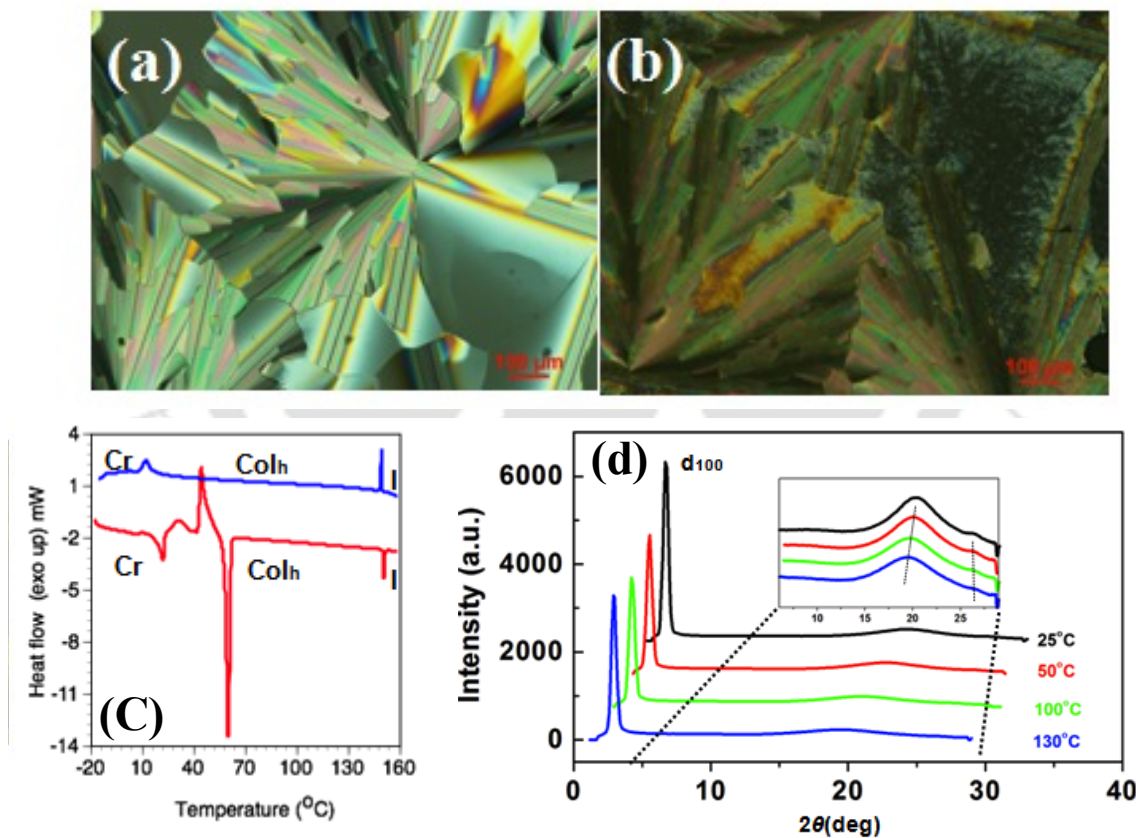 (a)
(b)
100 µm
100 µm
4
1
-2
-5
-8
-11
-14
Heat flow (exo up) mW
Cr
Colh
I
Cr
Colh
I
(C)
-20 10 40 70 100 130 160
Temperature (OC)
(d)
d100
6000
4000
2000
0
Intensity (a.u.)
10 15 20 25
25°C
50°C
100°C
130°C
0 10 20 30 40
2θ(deg)